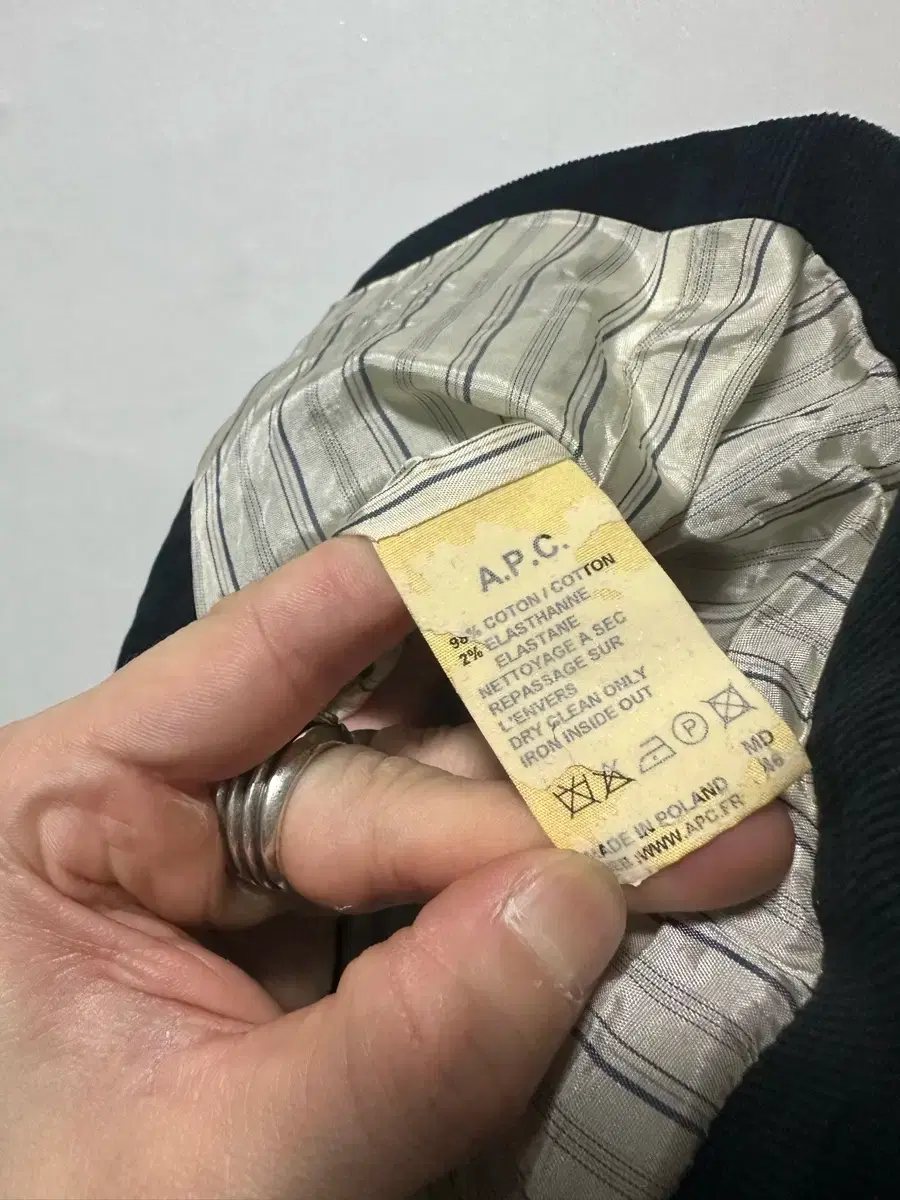 A.P.C.
98% COTON / COTTON
2% ELASTHANNE
ELASTANE
NETTOYAGE A SEC
REPASSAGE SUR
L'ENVERS
DRY CLEAN ONLY
IRON INSIDE OUT
P
MD
46
MADE IN POLAND
WWW.APC.FR